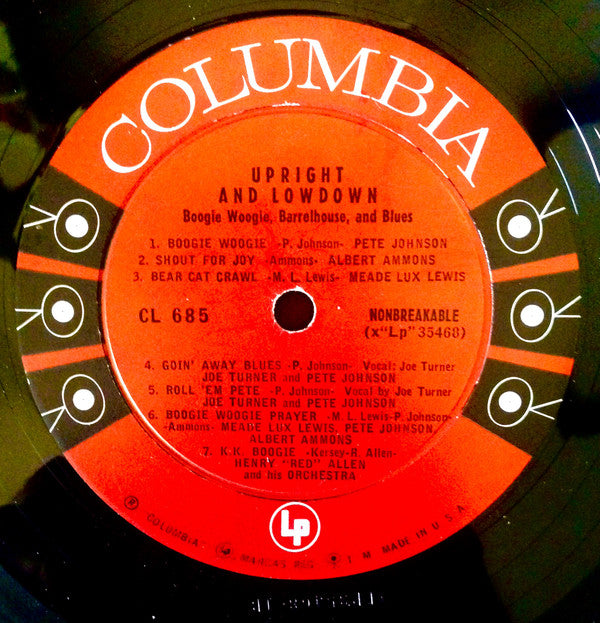 COLUMBIA
UPRIGHT
AND LOWDOWN
Boogie Woogie, Barrelhouse, and Blues
1. BOOGIE WOOGIE -P. Johnson- PETE JOHNSON
2. SHOUT FOR JOY -Ammons- ALBERT AMMONS
3. BEAR CAT CRAWL -M. L. Lewis- MEADE LUX LEWIS
CL 685
NONBREAKABLE
(x"Lp" 35468)
4. GOIN' AWAY BLUES -P. Johnson- Vocal: Joe Turner
JOE TURNER and PETE JOHNSON
5. ROLL 'EM PETE -P. Johnson- Vocal by Joe Turner
JOE TURNER and PETE JOHNSON
6. BOOGIE WOOGIE PRAYER -M. L. Lewis-P. Johnson
-Ammons- MEADE LUX LEWIS, PETE JOHNSON,
ALBERT AMMONS
7. K.K. BOOGIE -Kersey-R. Allen-
HENRY "RED" ALLEN
and his ORCHESTRA
Lp
® "COLUMBIA" MARCAS REG. MADE IN U.S.A.